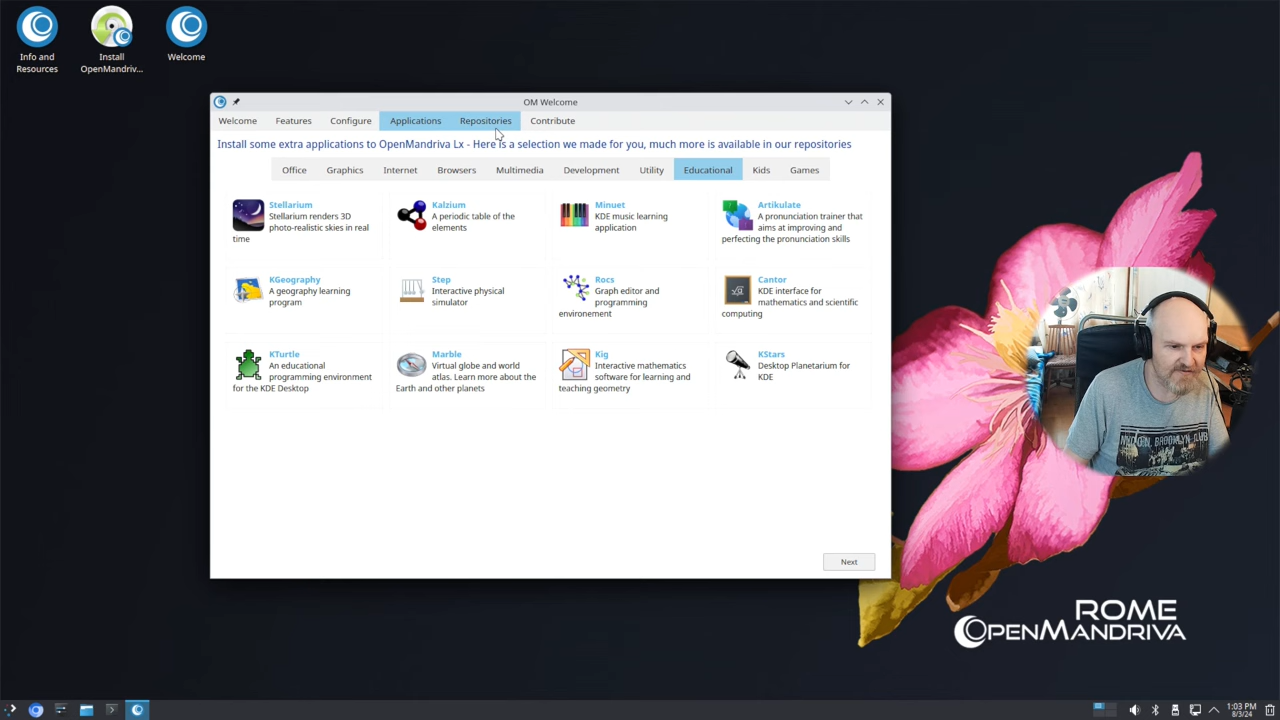 Info and
Resources
Install
OpenMandriv...
Welcome
OM Welcome
Welcome
Features
Configure
Applications
Repositories
Contribute
Install some extra applications to OpenMandriva Lx - Here is a selection we made for you, much more is available in our repositories
Office
Graphics
Internet
Browsers
Multimedia
Development
Utility
Educational
Kids
Games
Stellarium
Stellarium renders 3D
photo-realistic skies in real
time
Kalzium
A periodic table of the
elements
Minuet
KDE music learning
application
Artikulate
A pronunciation trainer that
aims at improving and
perfecting the pronunciation skills
KGeography
A geography learning
program
Step
Interactive physical
simulator
Rocs
Graph editor and
programming
environement
Cantor
KDE interface for
mathematics and scientific
computing
KTurtle
An educational
programming environment
for the KDE Desktop
Marble
Virtual globe and world
atlas. Learn more about the
Earth and other planets
Kig
Interactive mathematics
software for learning and
teaching geometry
KStars
Desktop Planetarium for
KDE
Next
ROME
OPENMANDRIVA
1:03 PM
8/3/24